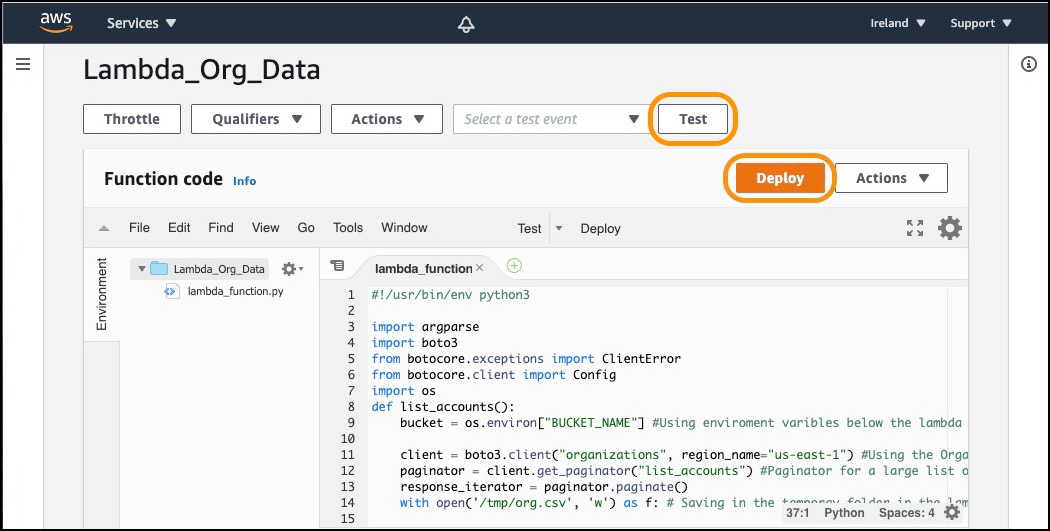 aws Services Ireland Support
Lambda_Org_Data
Throttle Qualifiers Actions Select a test event Test
Function code Info Deploy Actions
File Edit Find View Go Tools Window Test Deploy
Environment
Lambda_Org_Data
lambda_function.py
lambda_function
1 #!/usr/bin/env python3
2
3 import argparse
4 import boto3
5 from botocore.exceptions import ClientError
6 from botocore.client import Config
7 import os
8 def list_accounts():
9 bucket = os.environ["BUCKET_NAME"] #Using enviroment varibles below the lambda
10
11 client = boto3.client("organizations", region_name="us-east-1") #Using the Orga
12 paginator = client.get_paginator("list_accounts") #Paginator for a large list o
13 response_iterator = paginator.paginate()
14 with open('/tmp/org.csv', 'w') as f: # Saving in the
15
37:1 Python Spaces: 4